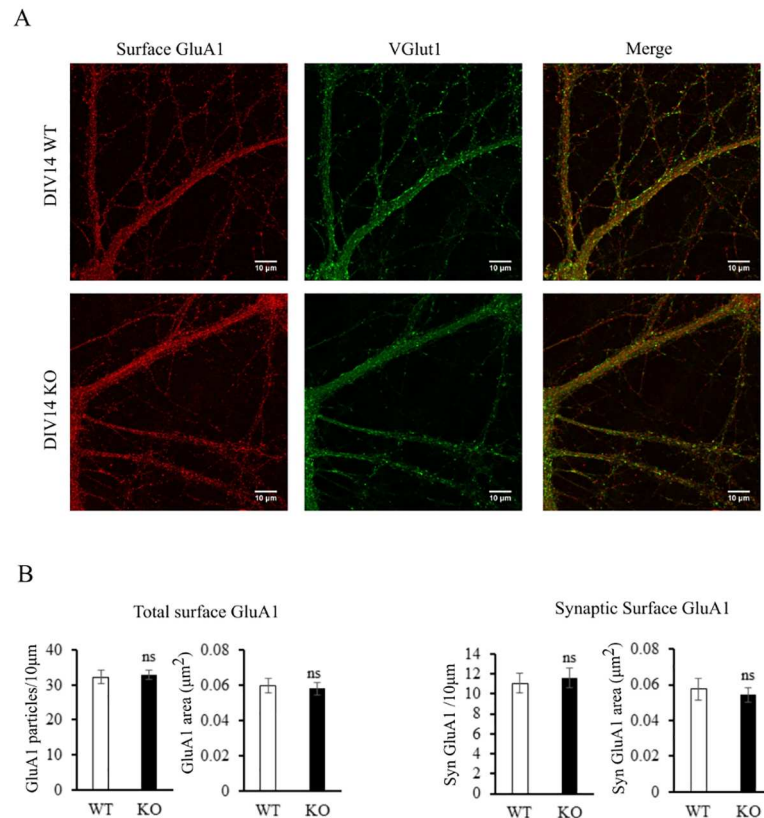 A
Surface GluA1
VGlut1
Merge
DIV14 WT
10 µm
10 µm
10 µm
DIV14 KO
10 µm
10 µm
10 µm
B
Total surface GluA1
Synaptic Surface GluA1
GluA1 particles/10µm
40
30
20
10
0
ns
WT
KO
GluA1 area (µm²)
0.08
0.06
0.04
0.02
0
ns
WT
KO
Syn GluA1 /10µm
14
12
10
8
6
4
2
0
ns
WT
KO
Syn GluA1 area (µm²)
0.08
0.06
0.04
0.02
0
ns
WT
KO